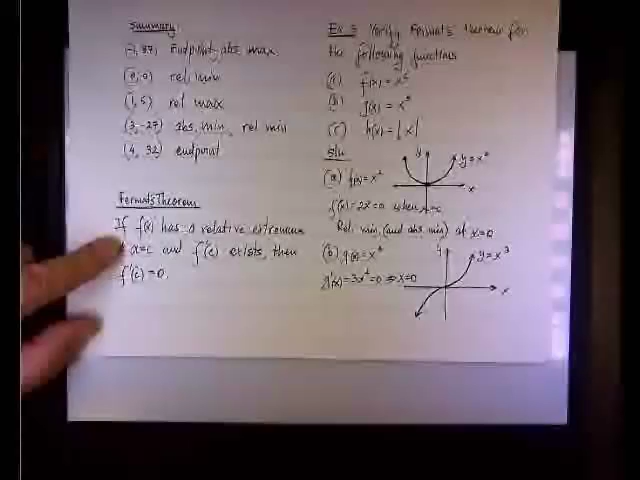 Summary
(-1, 37) Endpoint, abs max
(0, 0) rel min
(1, 5) rel max
(3, -27) abs min, rel min
(4, 32) endpoint
Fermat's Theorem
If f(x) has a relative extremum
x=c and f'(c) exists, then
f'(c) = 0.
Ex 3 Verify Fermat's theorem for
the following functions
(a) f(x) = x²
(b) g(x) = x³
(c) h(x) = |x|
Sln
(a) f(x) = x²
y
y = x²
x
f'(x) = 2x = 0 when x=0
Rel min (and abs min) at x=0
(b) g(x) = x³
y
y = x³
g'(x) = 3x² = 0 ⇒ x=0
x